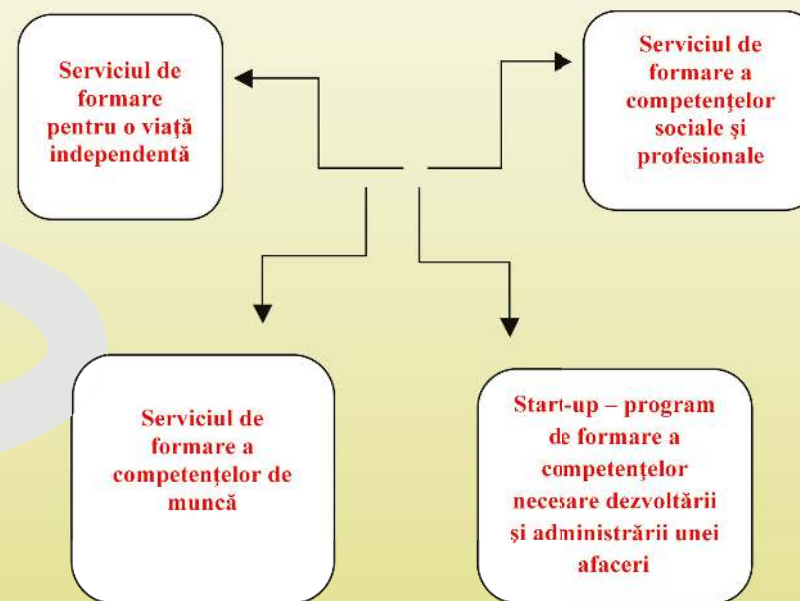 Serviciul de
formare
pentru o viaţă
independentă
Serviciul de
formare a
competenţelor
sociale şi
profesionale
Serviciul de
formare a
competenţelor de
muncă
Start-up – program
de formare a
competenţelor
necesare dezvoltării
şi administrării unei
afaceri